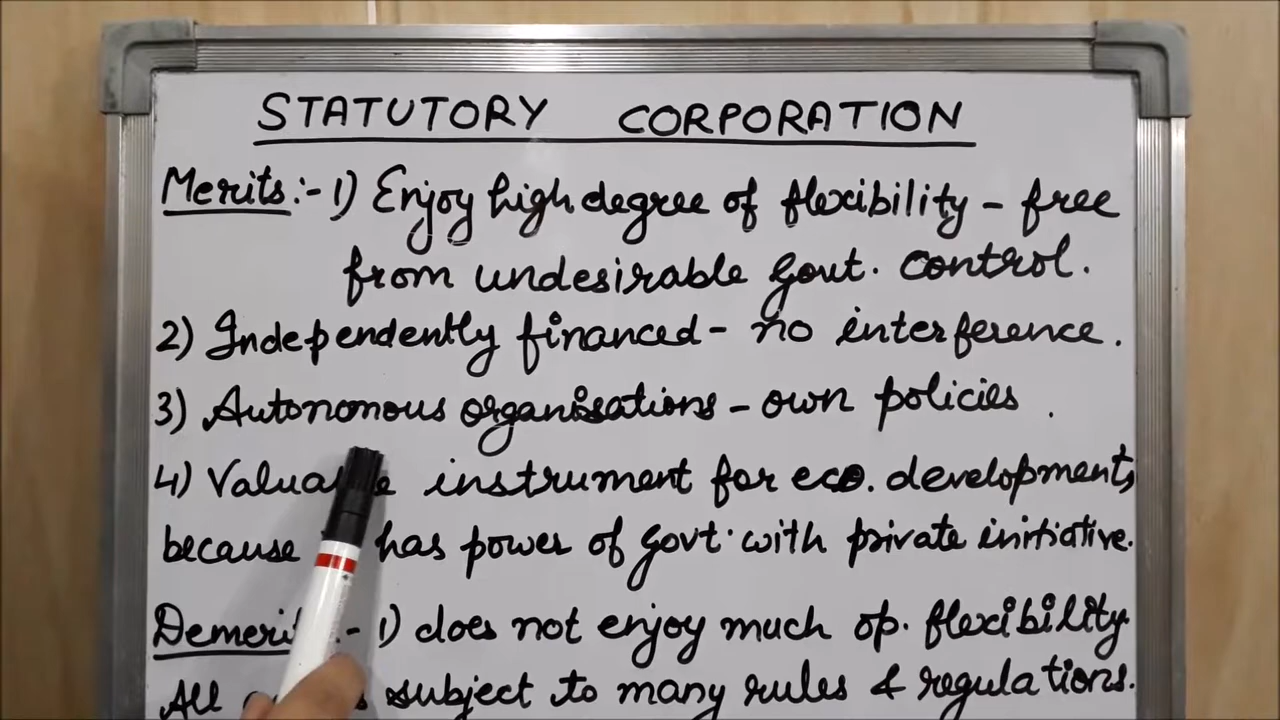 STATUTORY CORPORATION
Merits:- 1) Enjoy high degree of flexibility - free
from undesirable Govt. control.
2) Independently financed - no interference.
3) Autonomous organisations - own policies.
4) instrument for eco. development,
because has power of Govt. with private initiative.
:- 1) does not enjoy much op. flexibility.
All subject to many rules & regulations.